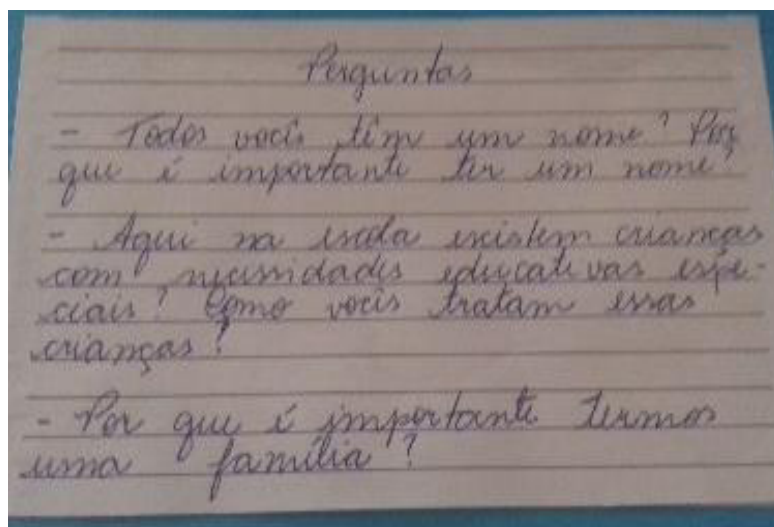 Perguntas
- Todos vocês têm um nome? Por
que é importante ter um nome?
- Aqui na escola existem crianças
com necessidades educativas espe-
ciais? Como vocês tratam essas
crianças?
- Por que é importante termos
uma família?